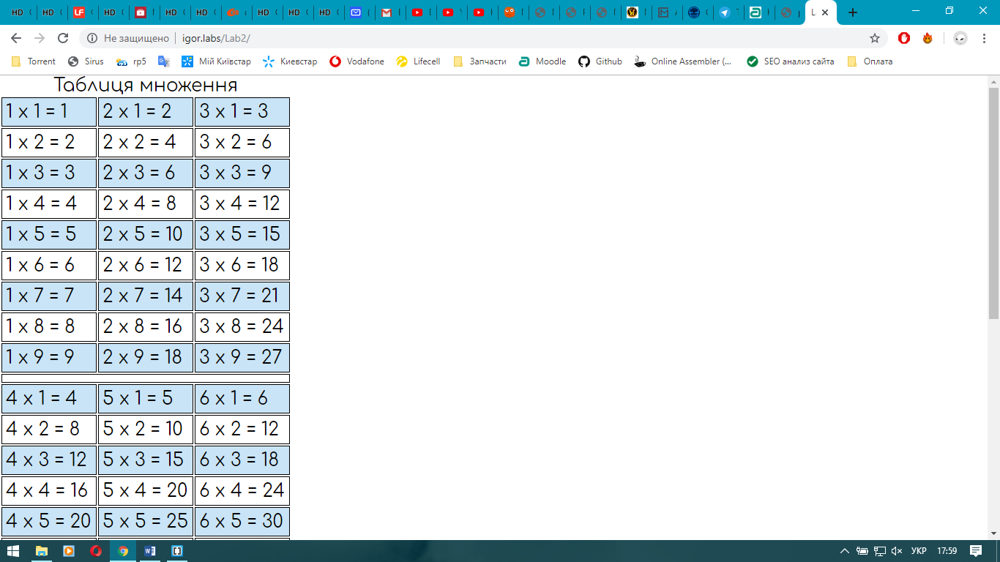 HD HD LF HD HD HD HD HD
L
Не защищено igor.labs/Lab2/
Torrent Sirus rp5 Мій Київстар Киевстар Vodafone Lifecell Запчасти Moodle Github Online Assembler (... SEO анализ сайта Оплата
Таблиця множення
1 x 1 = 1 2 x 1 = 2 3 x 1 = 3
1 x 2 = 2 2 x 2 = 4 3 x 2 = 6
1 x 3 = 3 2 x 3 = 6 3 x 3 = 9
1 x 4 = 4 2 x 4 = 8 3 x 4 = 12
1 x 5 = 5 2 x 5 = 10 3 x 5 = 15
1 x 6 = 6 2 x 6 = 12 3 x 6 = 18
1 x 7 = 7 2 x 7 = 14 3 x 7 = 21
1 x 8 = 8 2 x 8 = 16 3 x 8 = 24
1 x 9 = 9 2 x 9 = 18 3 x 9 = 27
4 x 1 = 4 5 x 1 = 5 6 x 1 = 6
4 x 2 = 8 5 x 2 = 10 6 x 2 = 12
4 x 3 = 12 5 x 3 = 15 6 x 3 = 18
4 x 4 = 16 5 x 4 = 20 6 x 4 = 24
4 x 5 = 20 5 x 5 = 25 6 x 5 = 30
УКР 17:59